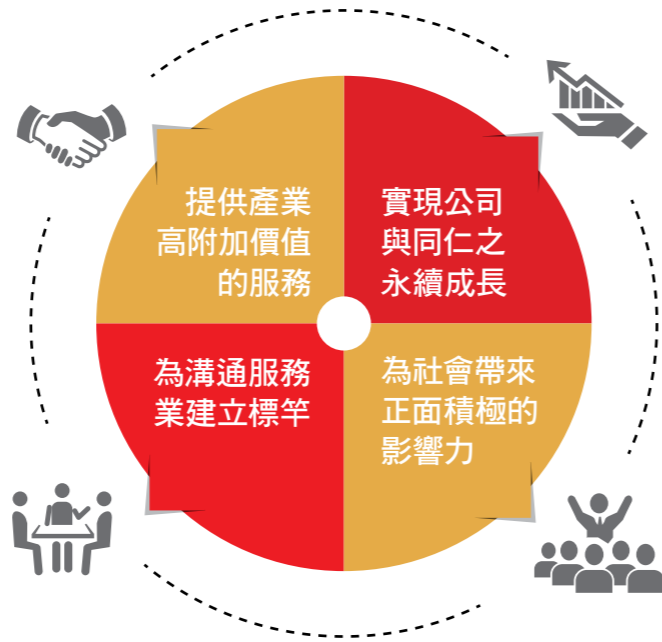 提供產業
高附加價值
的服務
實現公司
與同仁之
永續成長
為溝通服務
業建立標竿
為社會帶來
正面積極的
影響力